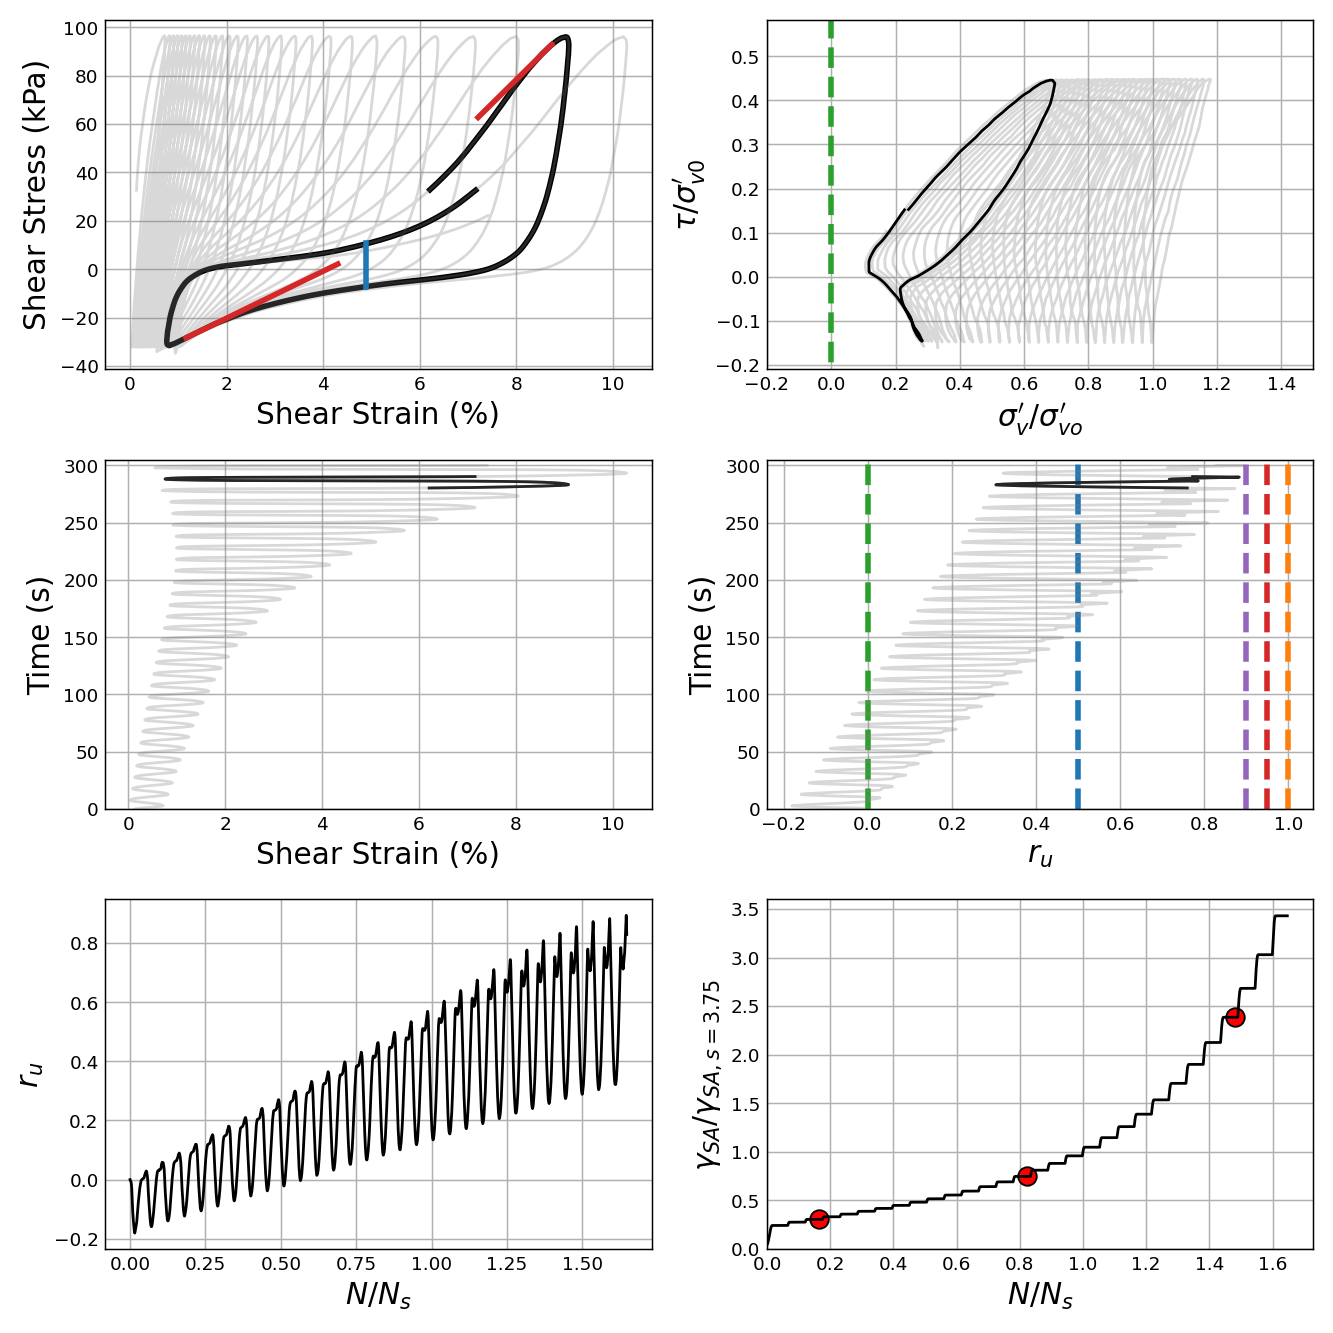 100
80
60
40
20
0
−20
−40
Shear Stress (kPa)
0 2 4 6 8 10
Shear Strain (%)
0.5
0.4
0.3
0.2
0.1
0.0
−0.1
−0.2
τ/σ′v0
−0.2 0.0 0.2 0.4 0.6 0.8 1.0 1.2 1.4
σ′v/σ′vo
300
250
200
150
100
50
0
Time (s)
0 2 4 6 8 10
Shear Strain (%)
300
250
200
150
100
50
0
Time (s)
−0.2 0.0 0.2 0.4 0.6 0.8 1.0
ru
0.8
0.6
0.4
0.2
0.0
−0.2
ru
0.00 0.25 0.50 0.75 1.00 1.25 1.50
N/Ns
3.5
3.0
2.5
2.0
1.5
1.0
0.5
0.0
γSA/γSA, s = 3.75
0.0 0.2 0.4 0.6 0.8 1.0 1.2 1.4 1.6
N/Ns